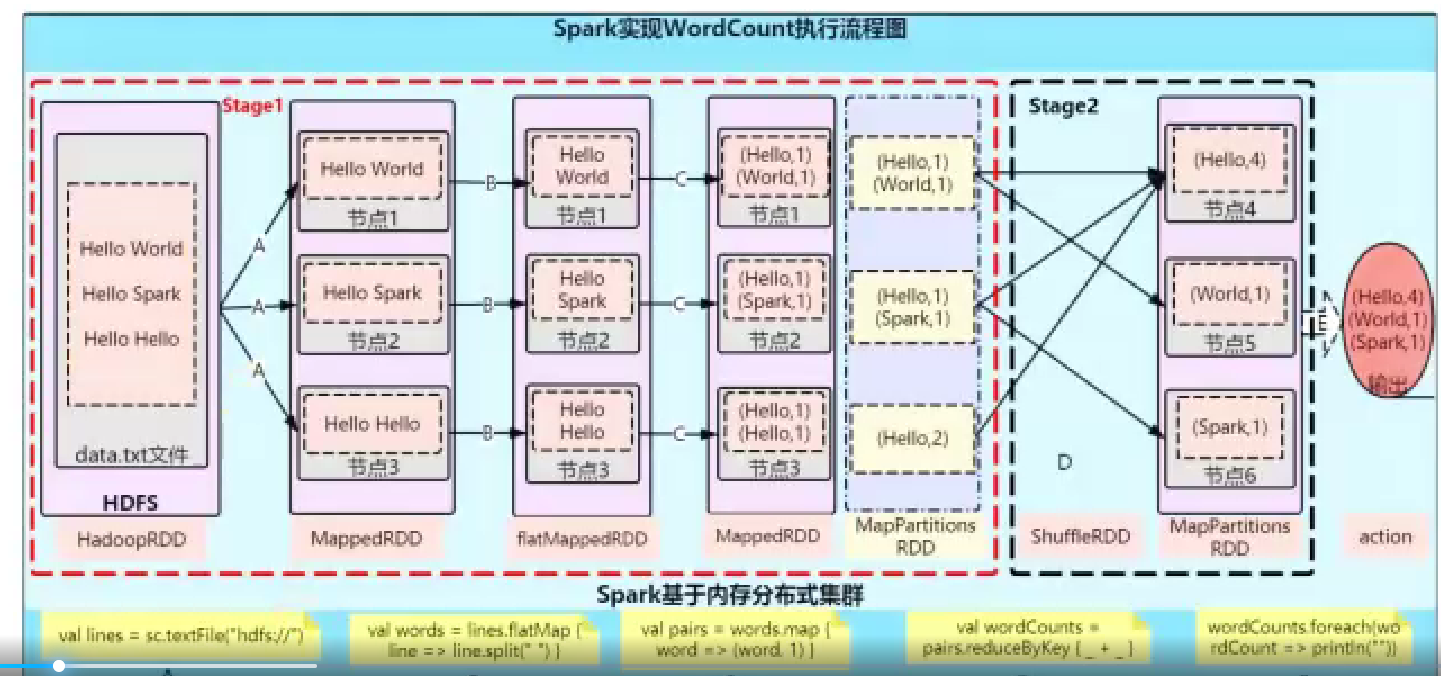 Spark实现WordCount执行流程图
Stage1
Hello World
Hello Spark
Hello Hello
data.txt文件
HDFS
HadoopRDD
A
A
A
Hello World
节点1
Hello Spark
节点2
Hello Hello
节点3
MappedRDD
B
B
B
Hello
World
节点1
Hello
Spark
节点2
Hello
Hello
节点3
flatMappedRDD
C
C
C
(Hello,1)
(World,1)
节点1
(Hello,1)
(Spark,1)
节点2
(Hello,1)
(Hello,1)
节点3
MappedRDD
(Hello,1)
(World,1)
(Hello,1)
(Spark,1)
(Hello,2)
MapPartitions
RDD
Stage2
D
ShuffleRDD
(Hello,4)
节点4
(World,1)
节点5
(Spark,1)
节点6
MapPartitions
RDD
E
(Hello,4)
(World,1)
(Spark,1)
输出
action
Spark基于内存分布式集群
val lines = sc.textFile("hdfs://")
val words = lines.flatMap {
line => line.split(" ") }
val pairs = words.map {
word => (word, 1) }
val wordCounts =
pairs.reduceByKey { _ + _ }
wordCounts.foreach(wo
rdCount => println(""))